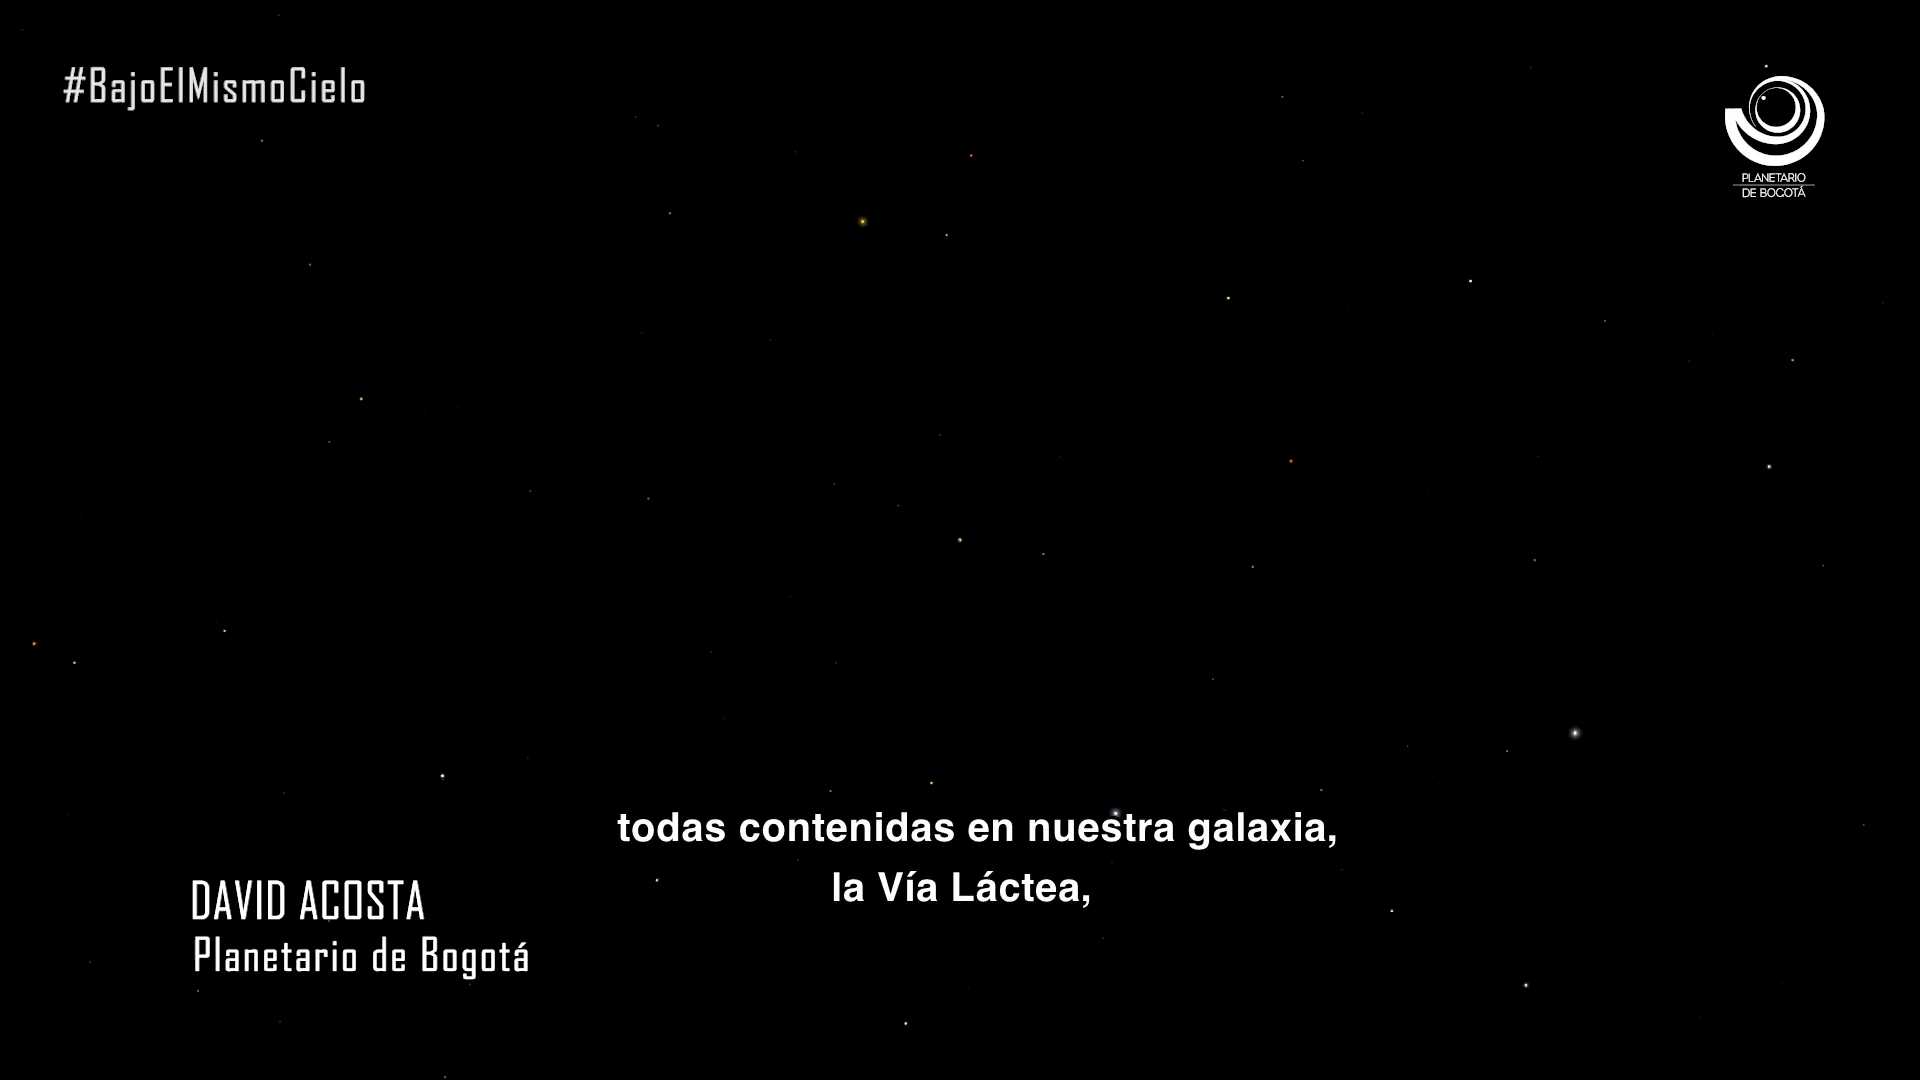 #BajoElMismoCielo
PLANETARIO
DE BOGOTÁ
todas contenidas en nuestra galaxia,
la Vía Láctea,
DAVID ACOSTA
Planetario de Bogotá